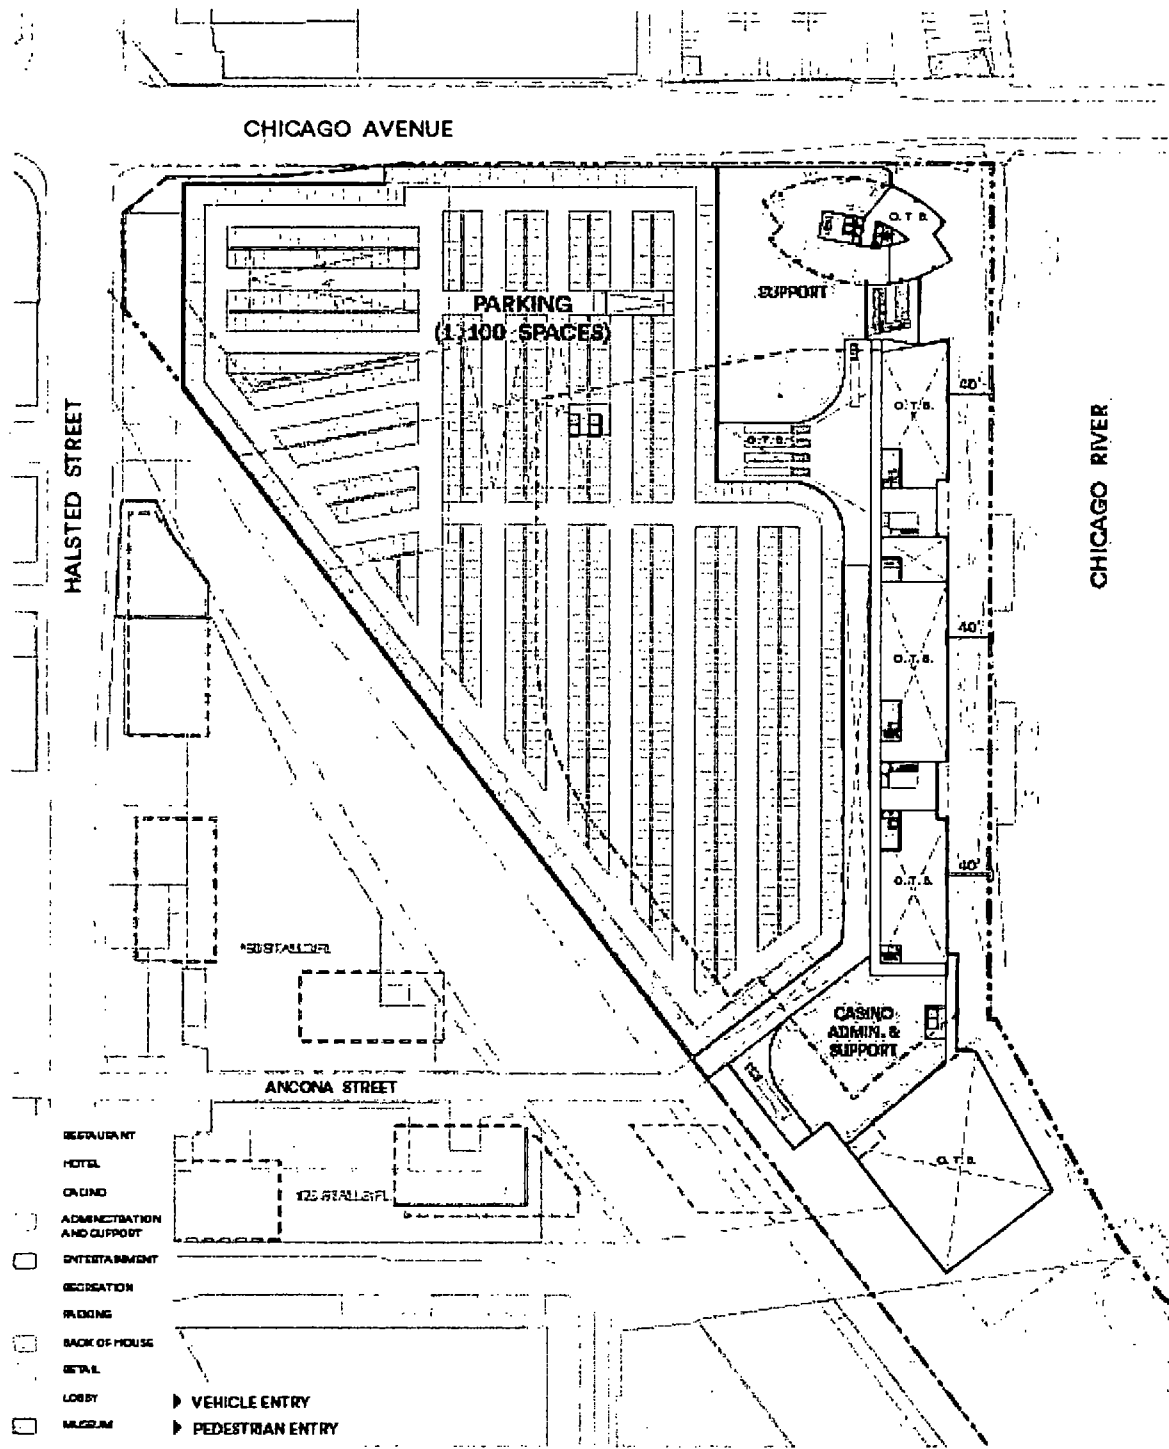 CHICAGO AVENUE
O. T. B.
SUPPORT
PARKING
(1,100 SPACES)
40'
O.T.B.
HALSTED STREET
O.T.B.
CHICAGO RIVER
40'
O.T.B.
40'
O.T.B.
CASINO
ADMIN. &
SUPPORT
ANCONA STREET
O.T.B.
RESTAURANT
HOTEL
CASINO
ADMINISTRATION
AND SUPPORT
ENTERTAINMENT
RECREATION
PARKING
BACK OF HOUSE
RETAIL
LOBBY
MUSEUM
VEHICLE ENTRY
PEDESTRIAN ENTRY